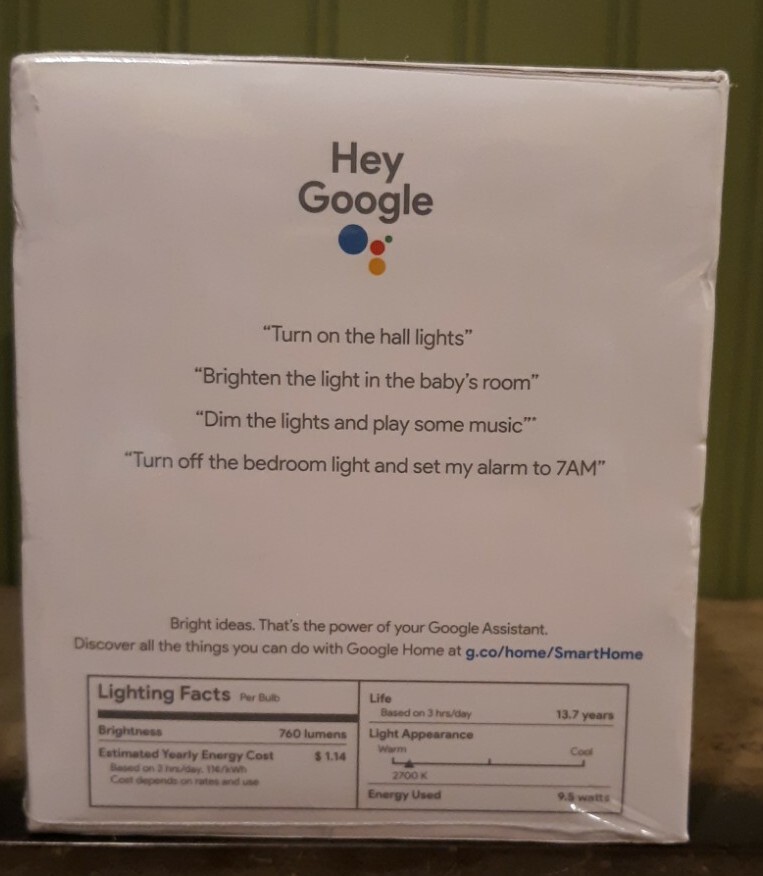 Hey
Google
“Turn on the hall lights”
“Brighten the light in the baby’s room”
“Dim the lights and play some music”*
“Turn off the bedroom light and set my alarm to 7AM”
Bright ideas. That’s the power of your Google Assistant.
Discover all the things you can do with Google Home at g.co/home/SmartHome
Lighting Facts Per Bulb
Brightness 760 lumens
Estimated Yearly Energy Cost $ 1.14
Based on 3 hrs/day, 11¢/kWh
Cost depends on rates and use
Life
Based on 3 hrs/day 13.7 years
Light Appearance
Warm Cool
2700 K
Energy Used 9.5 watts